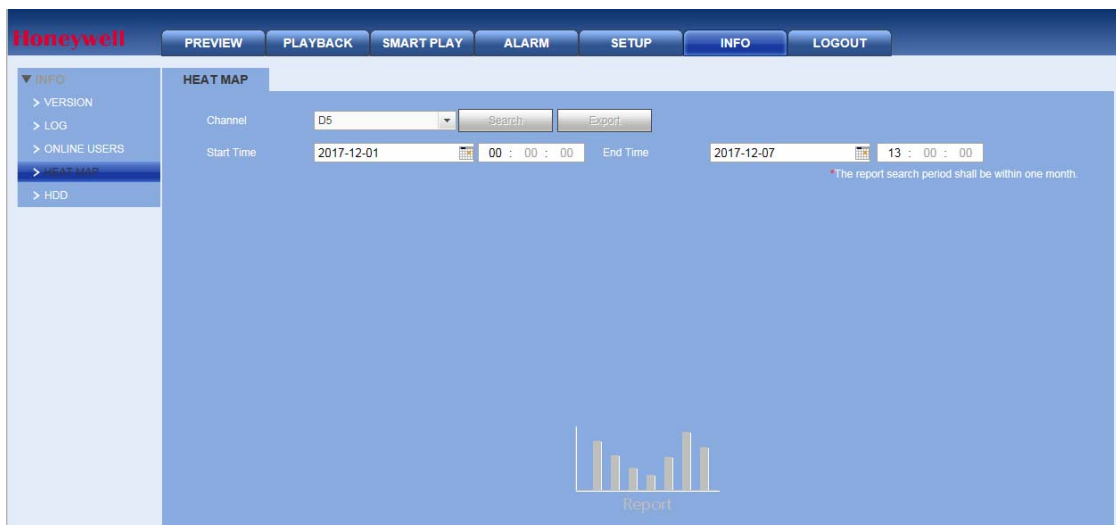 Honeywell
PREVIEW PLAYBACK SMART PLAY ALARM SETUP INFO LOGOUT
INFO
> VERSION
> LOG
> ONLINE USERS
> HEAT MAP
> HDD
HEAT MAP
Channel D5 Search Export
Start Time 2017-12-01 00 : 00 : 00 End Time 2017-12-07 13 : 00 : 00
*The report search period shall be within one month.
Report